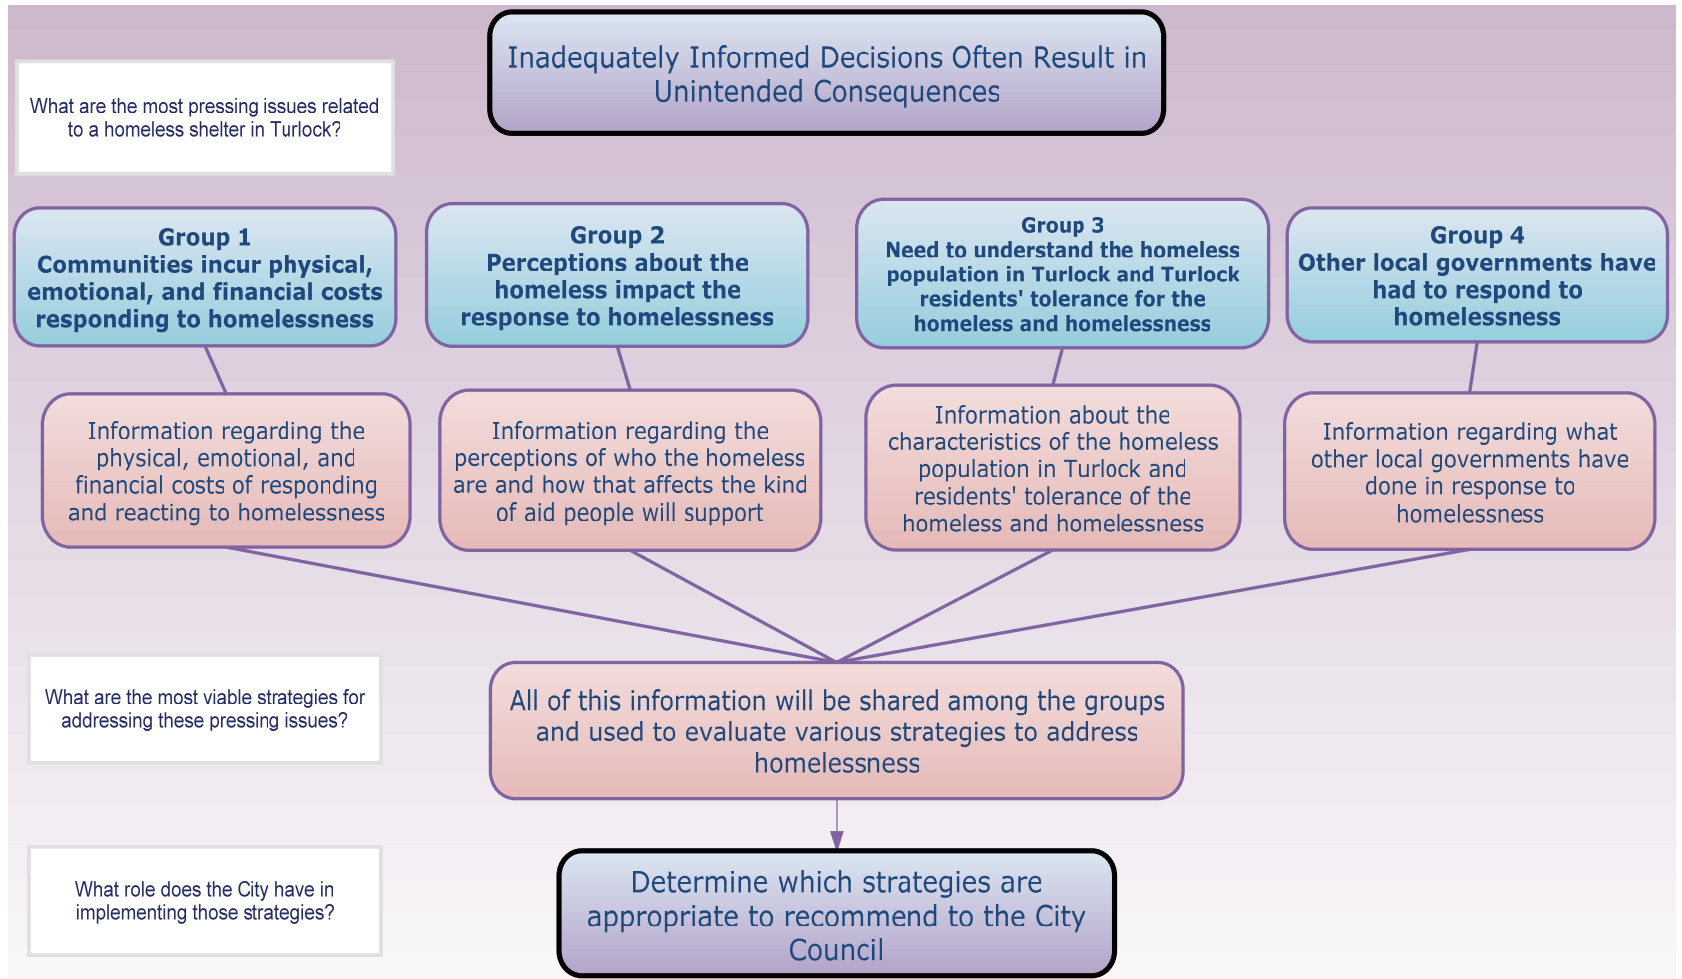 Inadequately Informed Decisions Often Result in
Unintended Consequences
What are the most pressing issues related
to a homeless shelter in Turlock?
Group 1
Communities incur physical,
emotional, and financial costs
responding to homelessness
Group 2
Perceptions about the
homeless impact the
response to homelessness
Group 3
Need to understand the homeless
population in Turlock and Turlock
residents' tolerance for the
homeless and homelessness
Group 4
Other local governments have
had to respond to
homelessness
Information regarding the
physical, emotional, and
financial costs of responding
and reacting to homelessness
Information regarding the
perceptions of who the homeless
are and how that affects the kind
of aid people will support
Information about the
characteristics of the homeless
population in Turlock and
residents' tolerance of the
homeless and homelessness
Information regarding what
other local governments have
done in response to
homelessness
What are the most viable strategies for
addressing these pressing issues?
All of this information will be shared among the groups
and used to evaluate various strategies to address
homelessness
What role does the City have in
implementing those strategies?
Determine which strategies are
appropriate to recommend to the City
Council